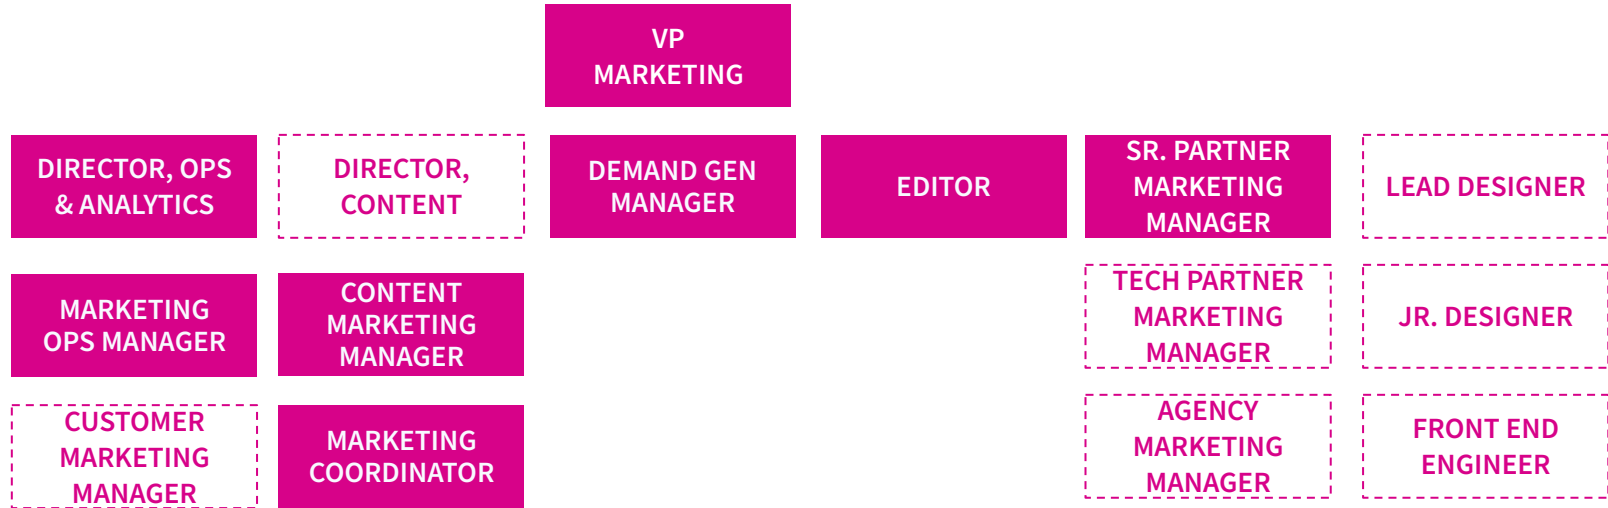 VP
MARKETING
DIRECTOR, OPS
& ANALYTICS
DIRECTOR,
CONTENT
DEMAND GEN
MANAGER
EDITOR
SR. PARTNER
MARKETING
MANAGER
LEAD DESIGNER
MARKETING
OPS MANAGER
CONTENT
MARKETING
MANAGER
TECH PARTNER
MARKETING
MANAGER
JR. DESIGNER
CUSTOMER
MARKETING
MANAGER
MARKETING
COORDINATOR
AGENCY
MARKETING
MANAGER
FRONT END
ENGINEER